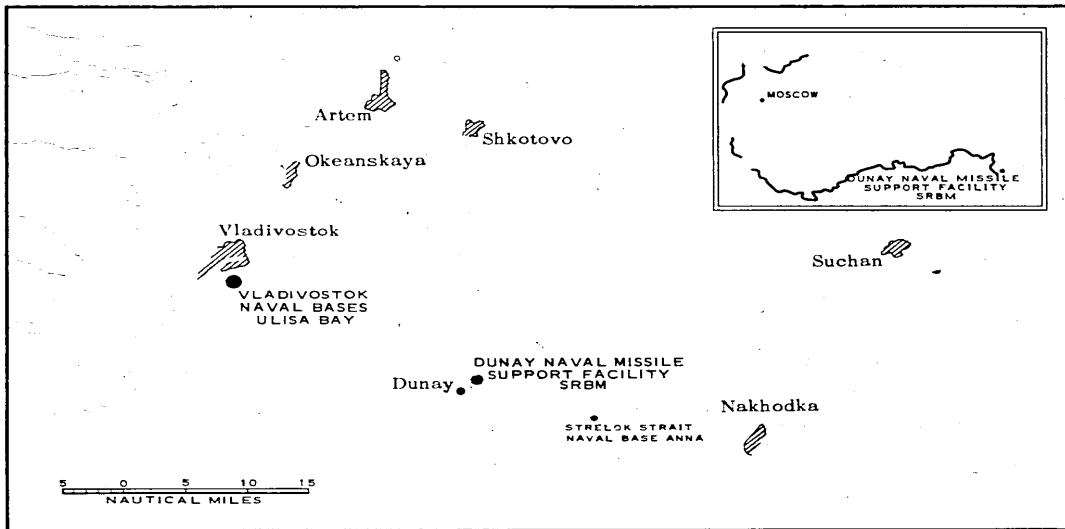 MOSCOW
DUNAY NAVAL MISSILE
SUPPORT FACILITY
SRBM
Artem
Shkotovo
Okeanskaya
Vladivostok
VLADIVOSTOK
NAVAL BASES
ULISA BAY
Suchan
DUNAY NAVAL MISSILE
SUPPORT FACILITY
SRBM
Dunay
STRELOK STRAIT
NAVAL BASE ANNA
Nakhodka
5 0 5 10 15
NAUTICAL MILES